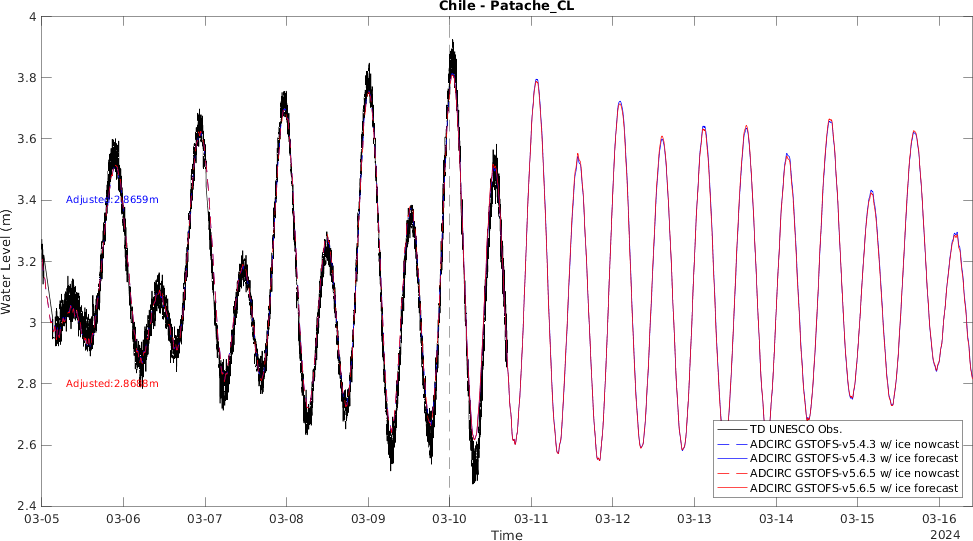 Chile - Patache_CL
4
3.8
3.6
3.4
3.2
3
2.8
2.6
2.4
Water Level (m)
Adjusted:2.8659m
Adjusted:2.8688m
TD UNESCO Obs.
ADCIRC GSTOFS-v5.4.3 w/ ice nowcast
ADCIRC GSTOFS-v5.4.3 w/ ice forecast
ADCIRC GSTOFS-v5.6.5 w/ ice nowcast
ADCIRC GSTOFS-v5.6.5 w/ ice forecast
03-05 03-06 03-07 03-08 03-09 03-10 03-11 03-12 03-13 03-14 03-15 03-16
Time
2024